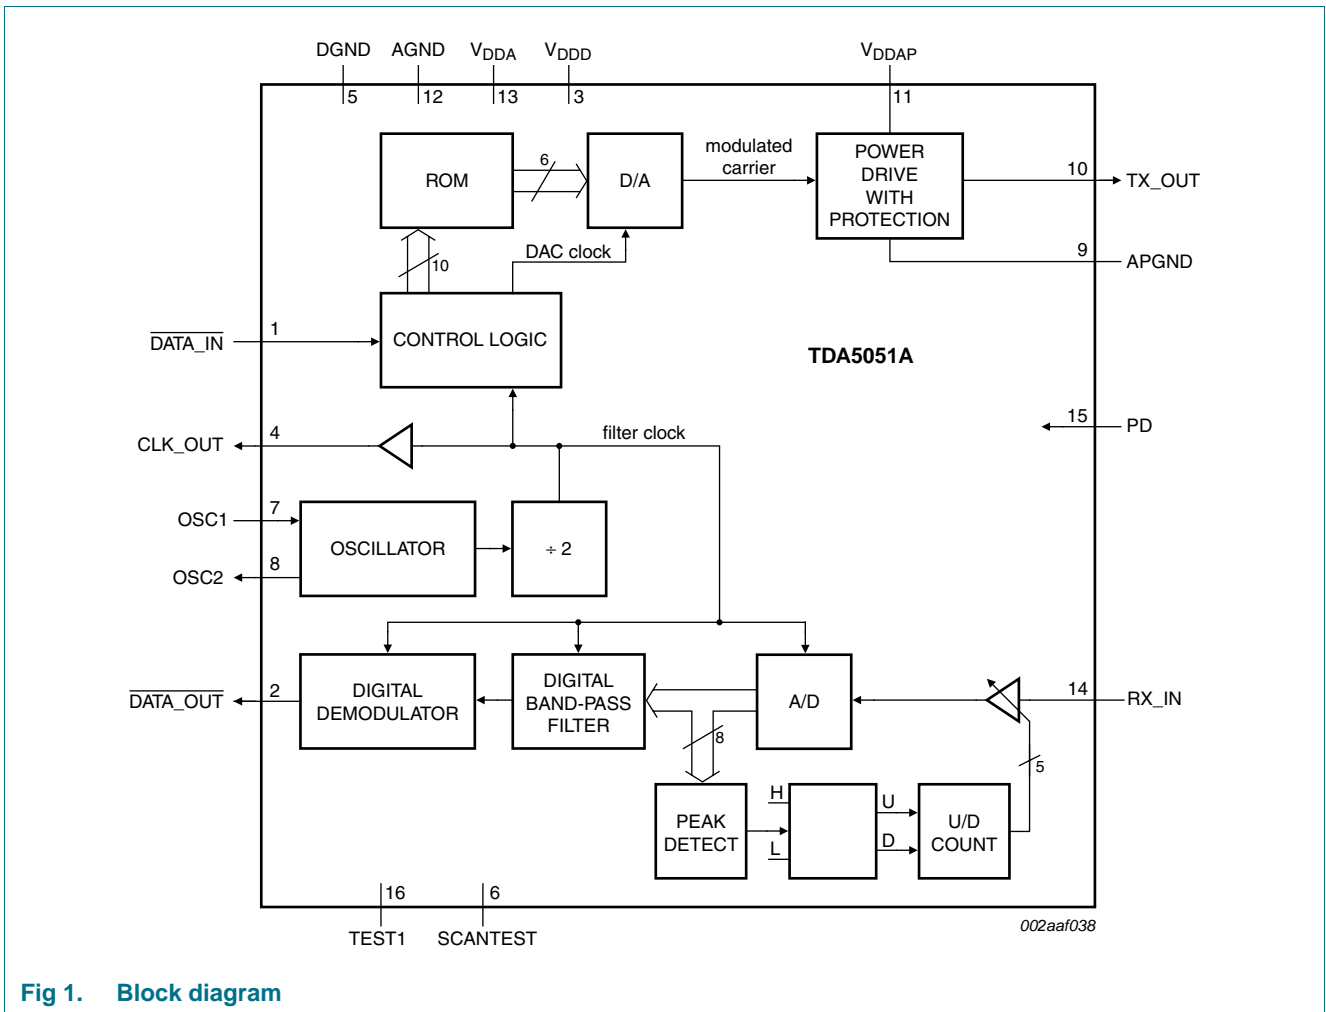 DGND AGND VDDA VDDD VDDAP
5 12 13 3 11
ROM
6
D/A
modulated
carrier
POWER
DRIVE
WITH
PROTECTION
10 TX_OUT
9 APGND
10
DAC clock
DATA_IN 1
CONTROL LOGIC
TDA5051A
15 PD
CLK_OUT 4
filter clock
OSC1 7
OSCILLATOR
÷ 2
OSC2 8
DATA_OUT 2
DIGITAL
DEMODULATOR
DIGITAL
BAND-PASS
FILTER
A/D
14 RX_IN
8
5
PEAK
DETECT
H
L
U
D
U/D
COUNT
16 6
TEST1 SCANTEST
002aaf038
Fig 1. Block diagram